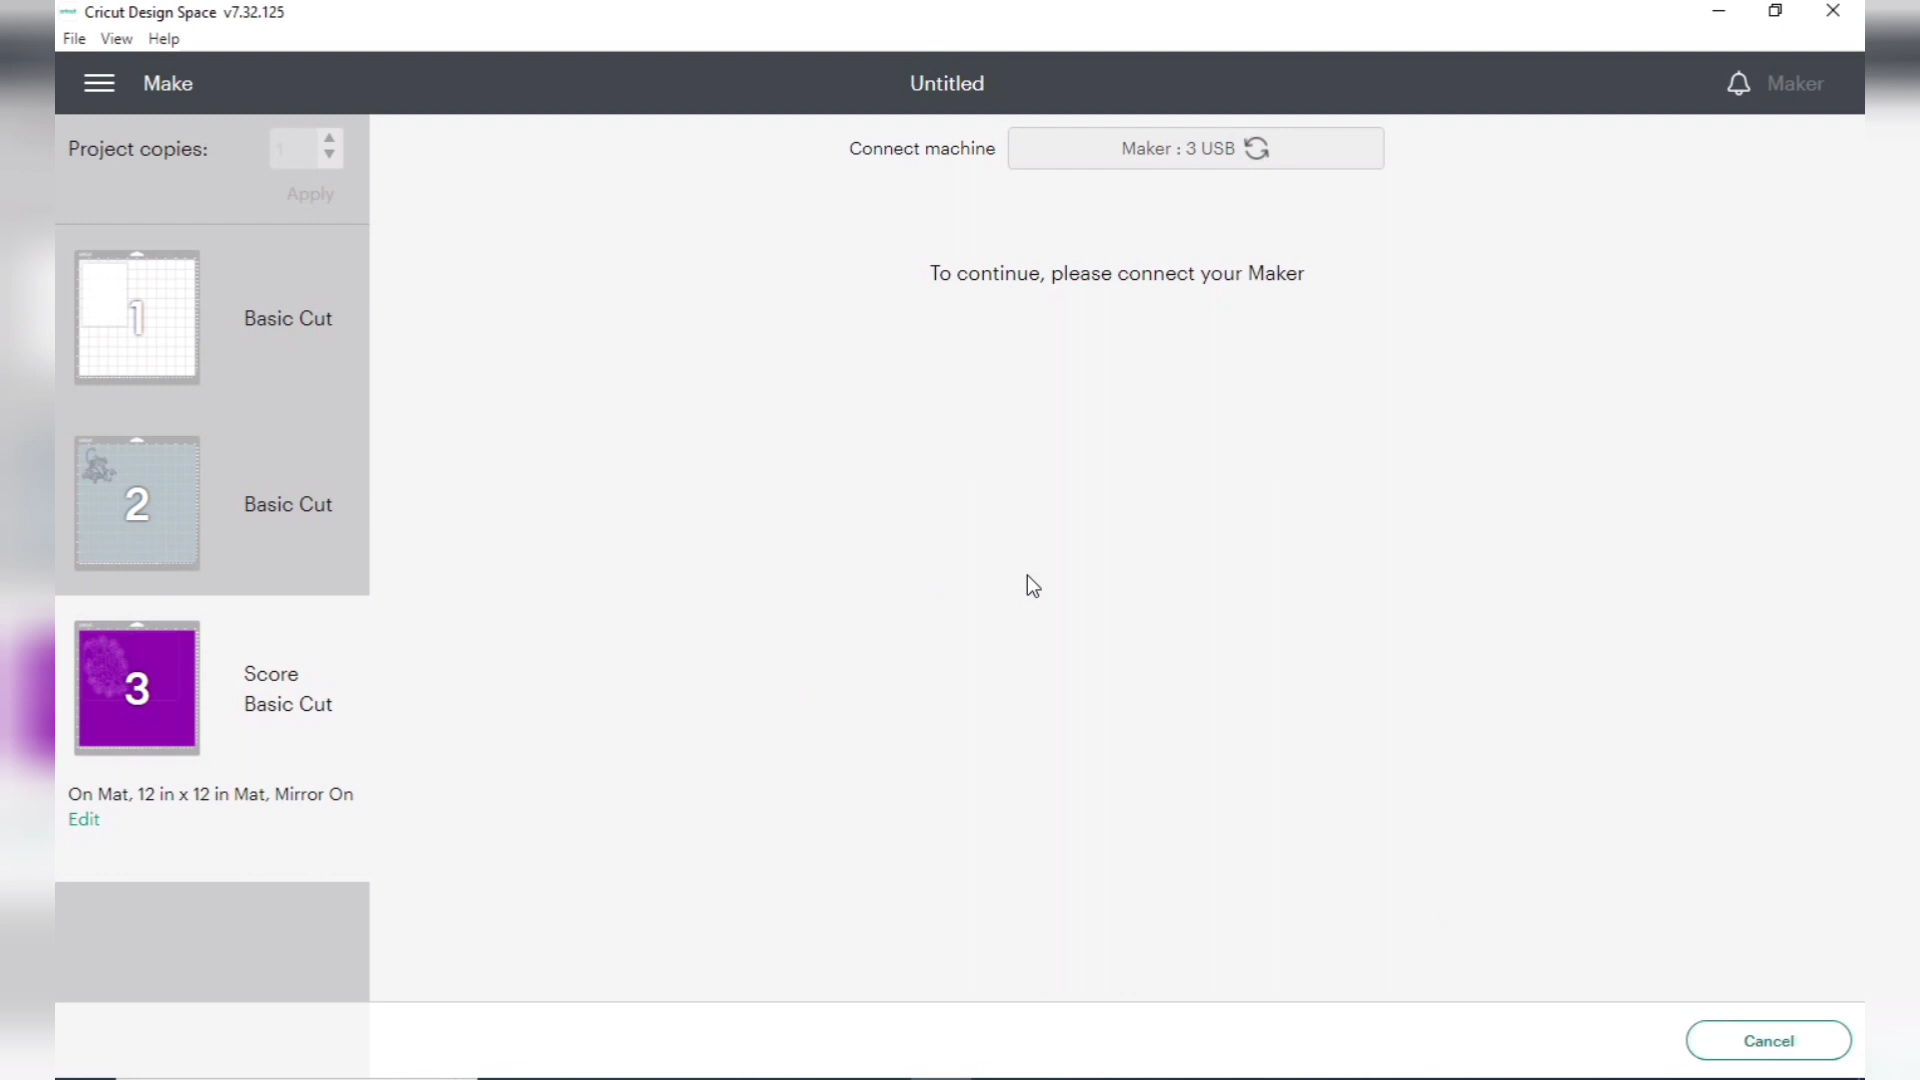 Cricut Design Space v7.32.125
File View Help
Make
Untitled
Maker
Project copies:
1
Apply
Connect machine
Maker : 3 USB
To continue, please connect your Maker
1
Basic Cut
2
Basic Cut
3
Score
Basic Cut
On Mat, 12 in x 12 in Mat, Mirror On
Edit
Cancel